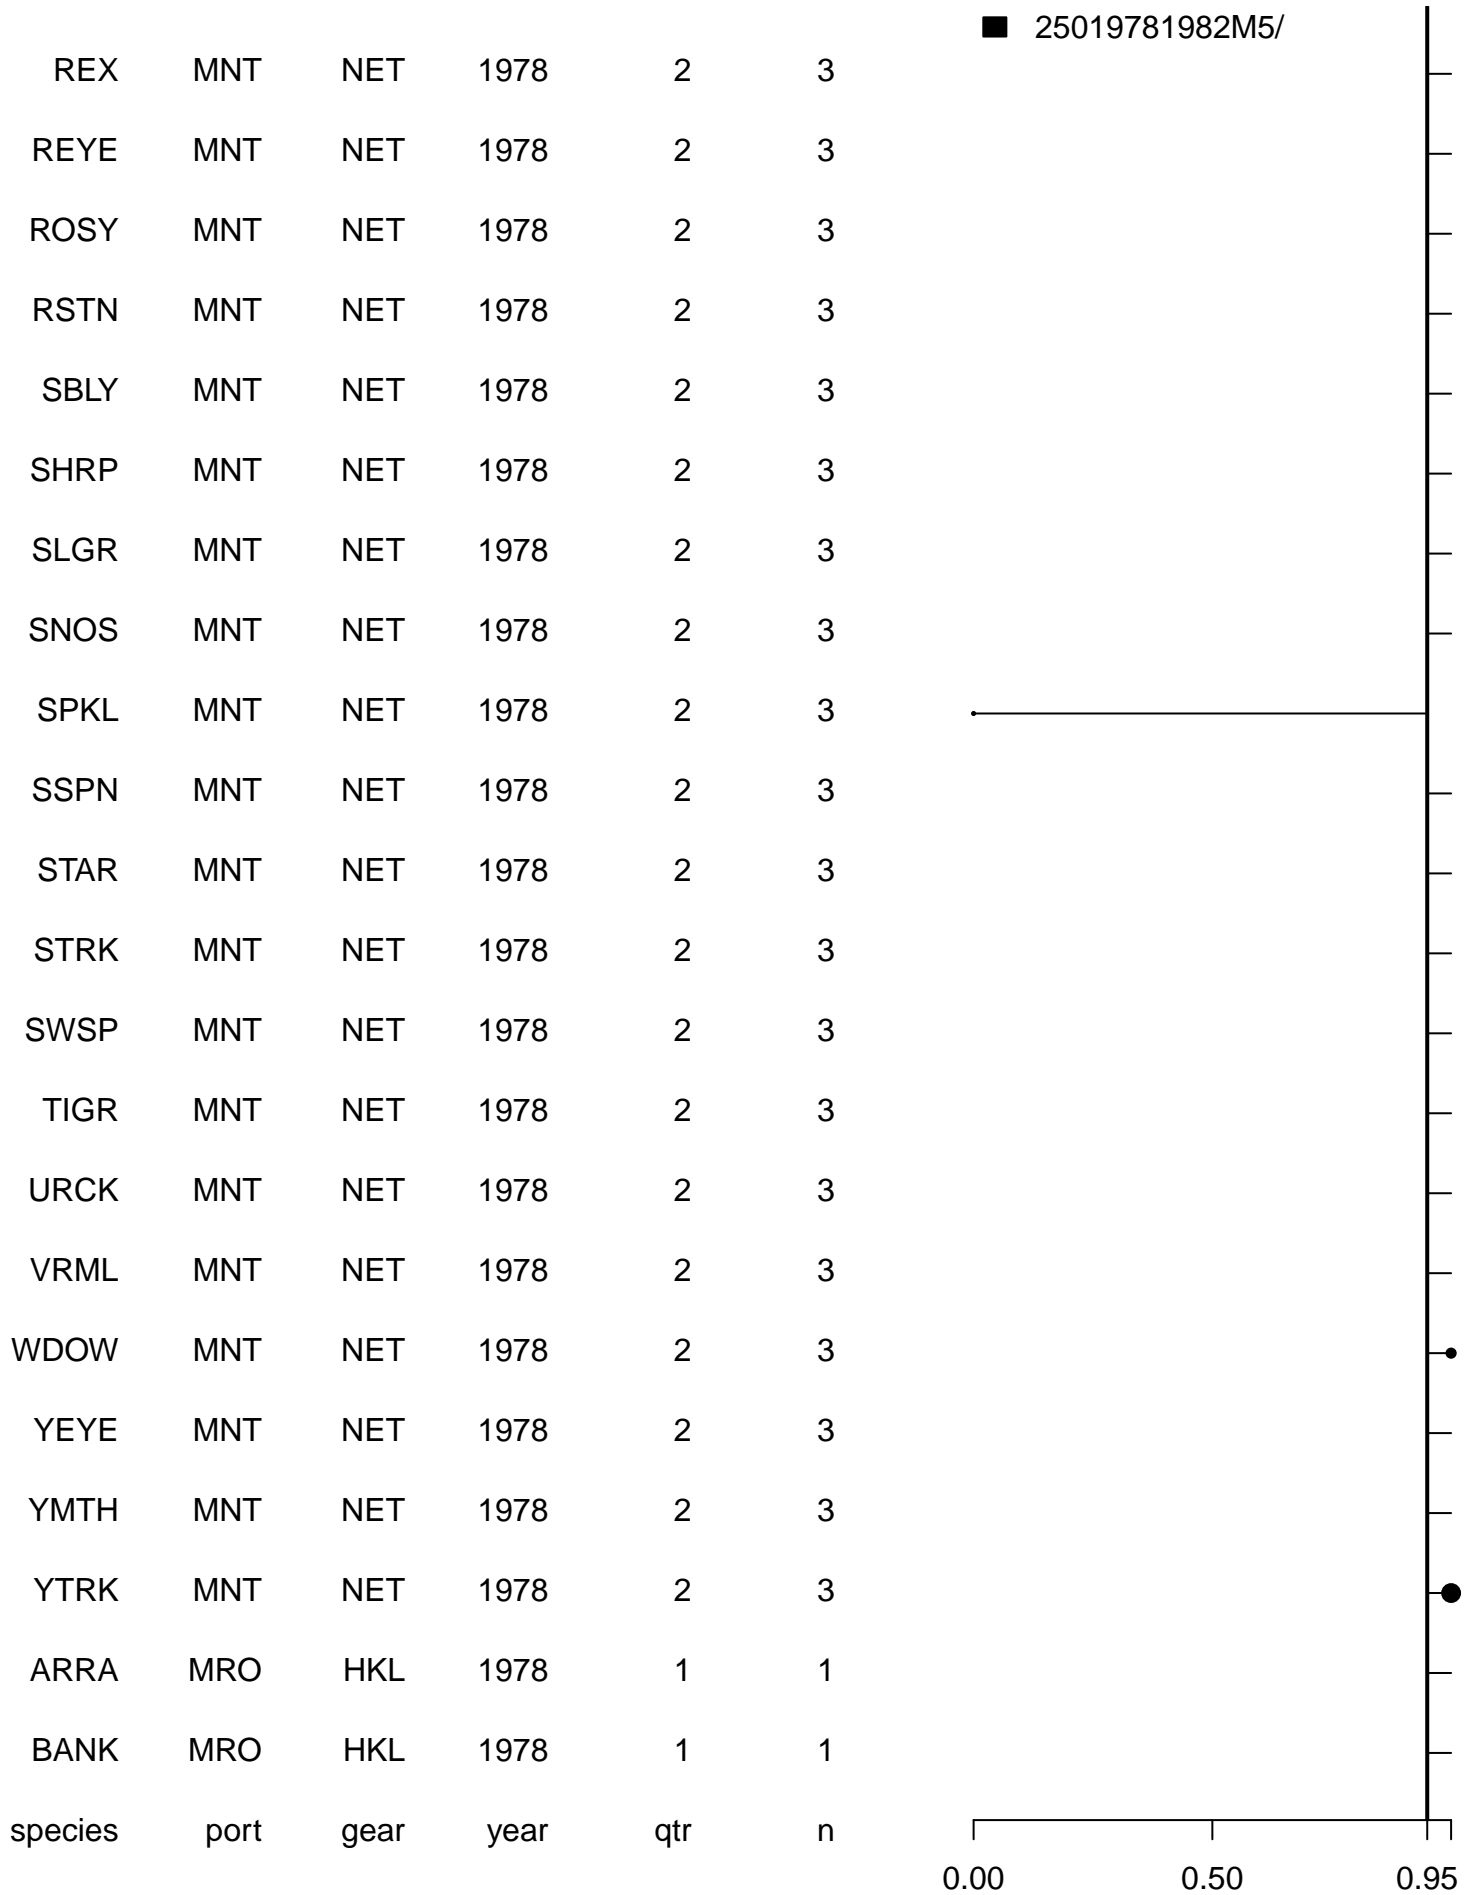 25019781982M5/
REX MNT NET 1978 2 3
REYE MNT NET 1978 2 3
ROSY MNT NET 1978 2 3
RSTN MNT NET 1978 2 3
SBLY MNT NET 1978 2 3
SHRP MNT NET 1978 2 3
SLGR MNT NET 1978 2 3
SNOS MNT NET 1978 2 3
SPKL MNT NET 1978 2 3
SSPN MNT NET 1978 2 3
STAR MNT NET 1978 2 3
STRK MNT NET 1978 2 3
SWSP MNT NET 1978 2 3
TIGR MNT NET 1978 2 3
URCK MNT NET 1978 2 3
VRML MNT NET 1978 2 3
WDOW MNT NET 1978 2 3
YEYE MNT NET 1978 2 3
YMTH MNT NET 1978 2 3
YTRK MNT NET 1978 2 3
ARRA MRO HKL 1978 1 1
BANK MRO HKL 1978 1 1
species port gear year qtr n
0.00 0.50 0.95